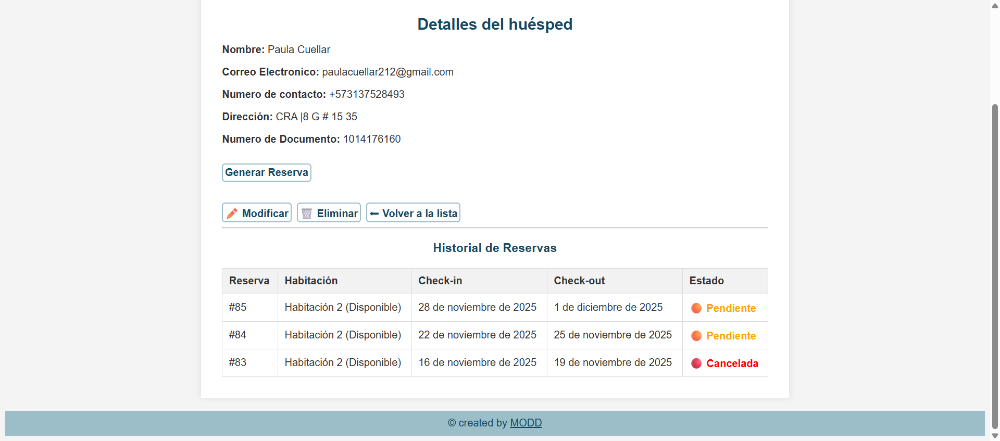 Detalles del huésped
Nombre: Paula Cuellar
Correo Electronico: paulacuellar212@gmail.com
Numero de contacto: +573137528493
Dirección: CRA |8 G # 15 35
Numero de Documento: 1014176160
Generar Reserva
Modificar Eliminar Volver a la lista
Historial de Reservas
Reserva Habitación Check-in Check-out Estado
#85 Habitación 2 (Disponible) 28 de noviembre de 2025 1 de diciembre de 2025 Pendiente
#84 Habitación 2 (Disponible) 22 de noviembre de 2025 25 de noviembre de 2025 Pendiente
#83 Habitación 2 (Disponible) 16 de noviembre de 2025 19 de noviembre de 2025 Cancelada
© created by MODD